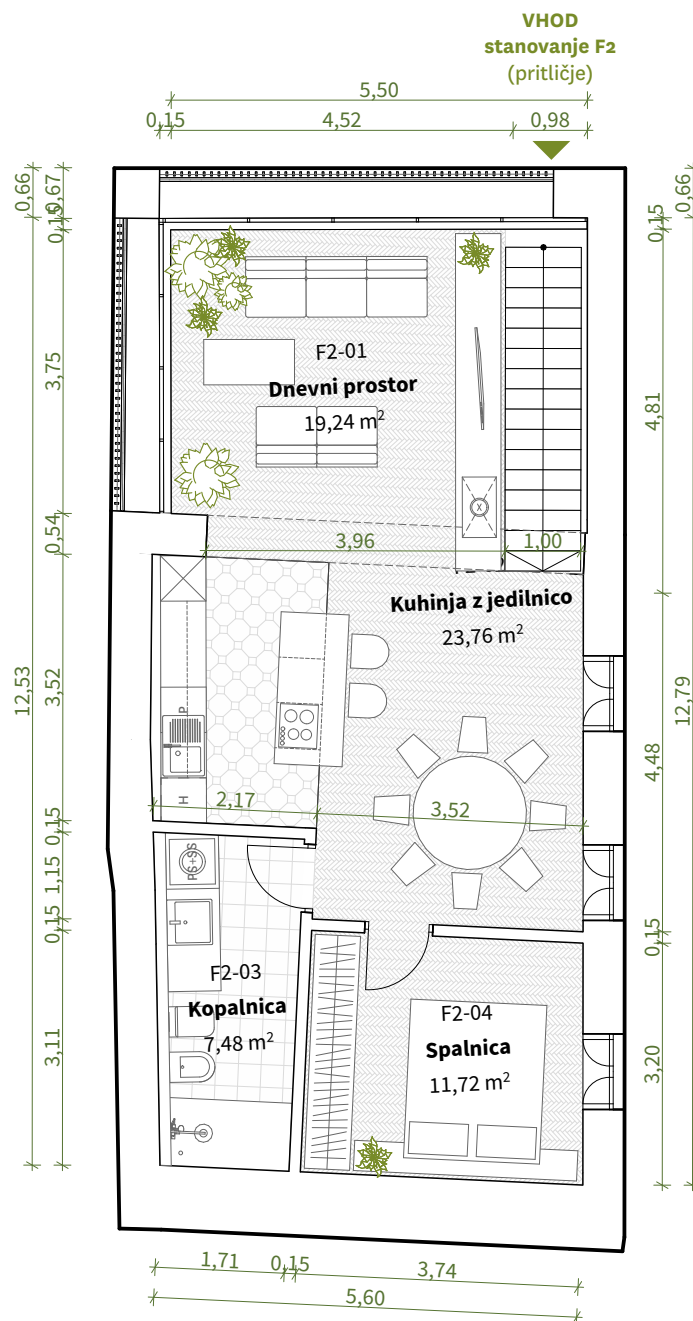 VHOD
stanovanje F2
(pritličje)
5,50
0,15 4,52 0,98
0,66 0,67 0,15 0,66
0,15
F2-01
Dnevni prostor
19,24 m²
3,75 4,81
0,54 3,96 1,00
Kuhinja z jedilnico
23,76 m²
12,53 3,52 P 4,48 12,79
H 2,17 3,52
0,15
PS+SS
1,15
0,15 0,15
F2-03
Kopalnica
7,48 m²
F2-04
Spalnica
11,72 m²
3,11 3,20
1,71 0,15 3,74
5,60